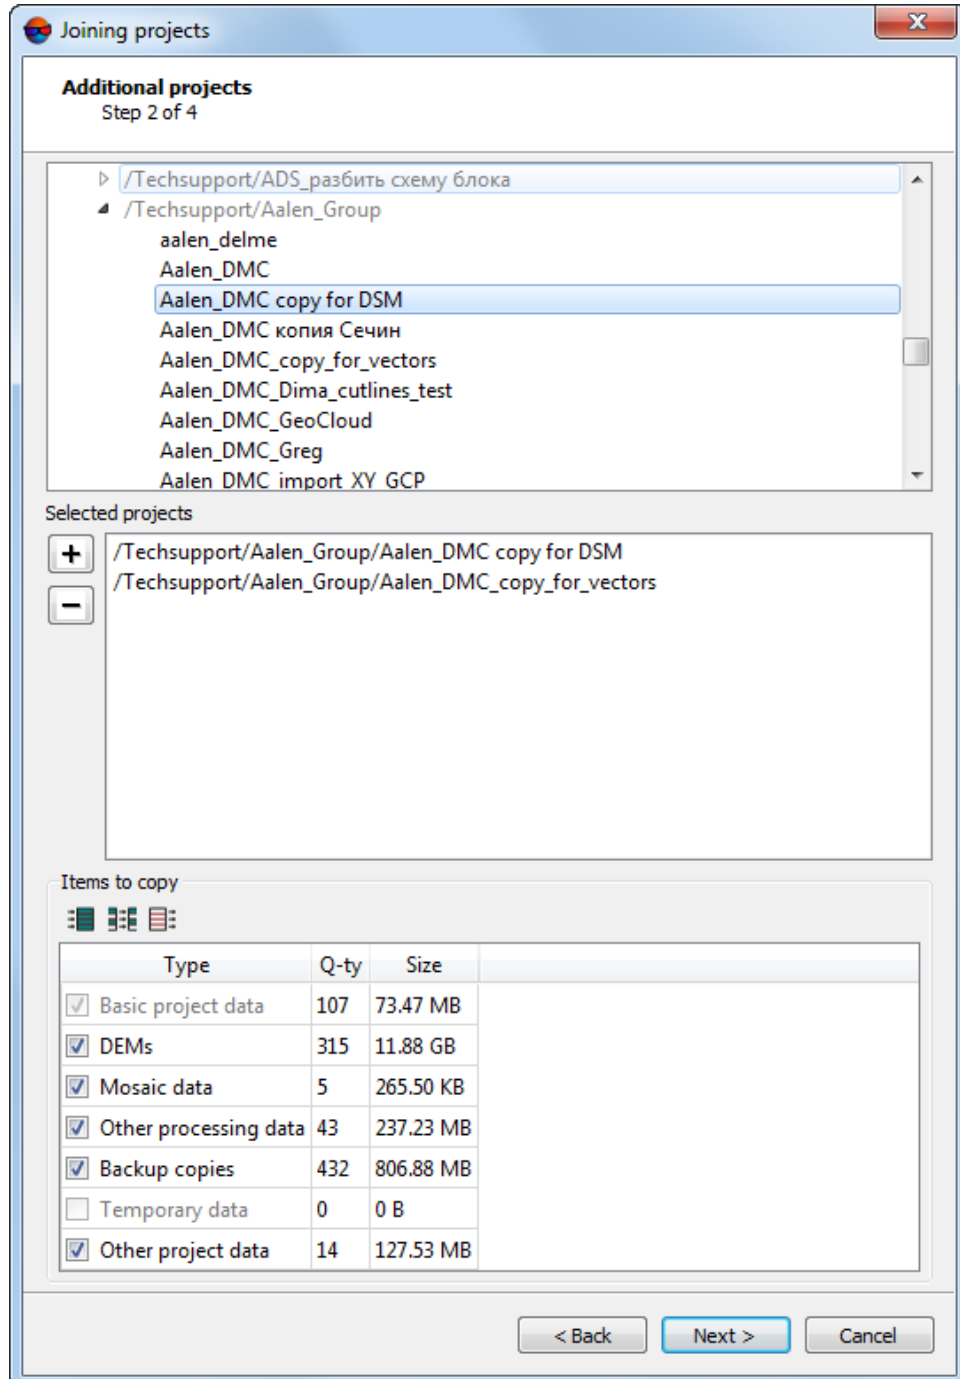 Joining projects
Additional projects
Step 2 of 4
/Techsupport/ADS_разбить схему блока
/Techsupport/Aalen_Group
aalen_delme
Aalen_DMC
Aalen_DMC copy for DSM
Aalen_DMC копия Сечин
Aalen_DMC_copy_for_vectors
Aalen_DMC_Dima_cutlines_test
Aalen_DMC_GeoCloud
Aalen_DMC_Greg
Aalen_DMC_import_XY_GCP
Selected projects
/Techsupport/Aalen_Group/Aalen_DMC copy for DSM
/Techsupport/Aalen_Group/Aalen_DMC_copy_for_vectors
Items to copy
Type Q-ty Size
Basic project data 107 73.47 MB
DEMs 315 11.88 GB
Mosaic data 5 265.50 KB
Other processing data 43 237.23 MB
Backup copies 432 806.88 MB
Temporary data 0 0 B
Other project data 14 127.53 MB
< Back Next > Cancel